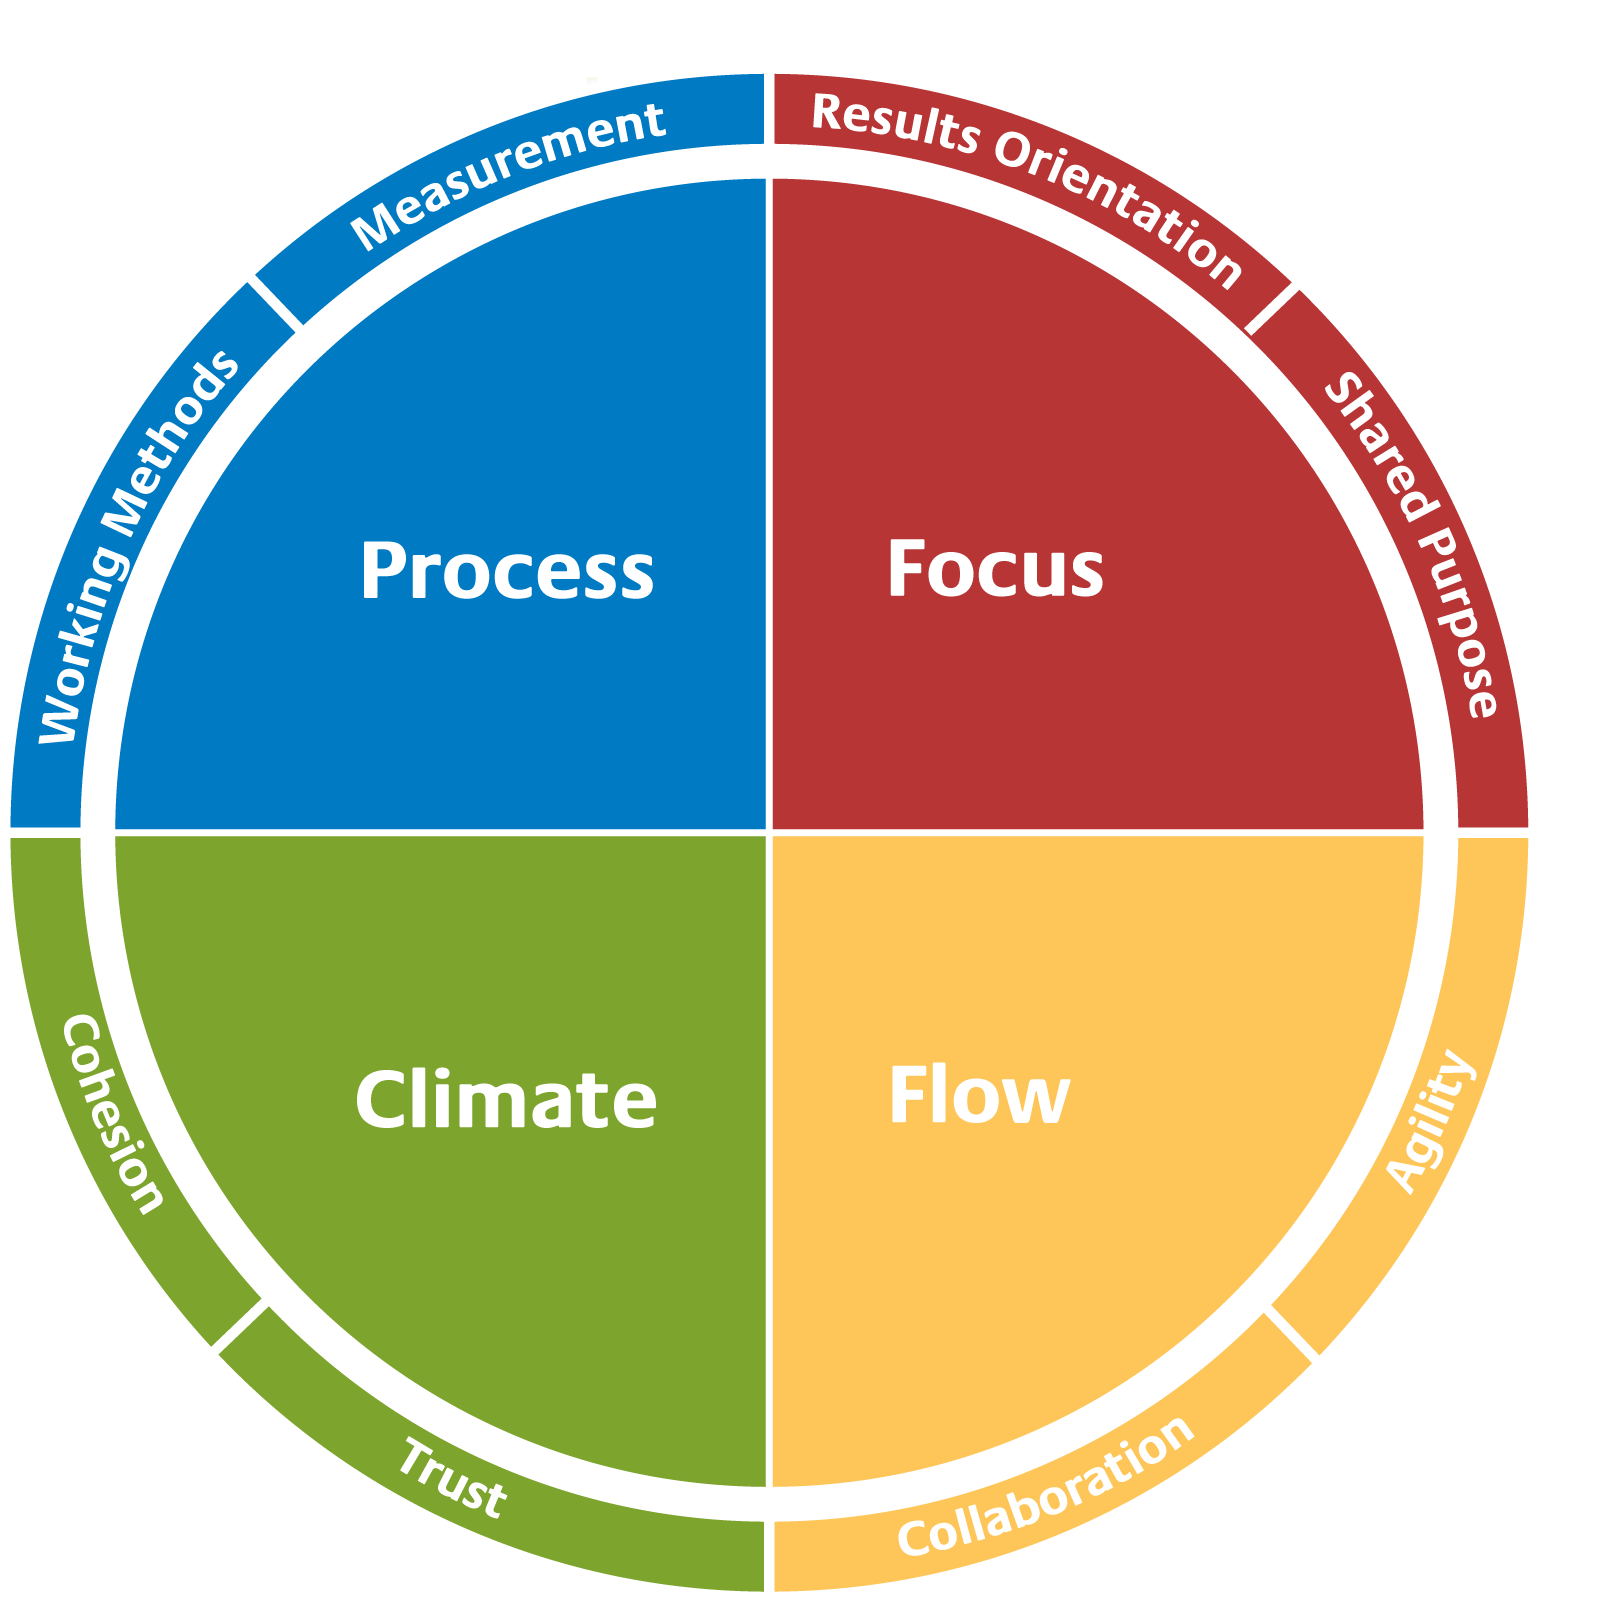 Measurement
Results Orientation
Working Methods
Shared Purpose
Process
Focus
Climate
Flow
Cohesion
Agility
Trust
Collaboration